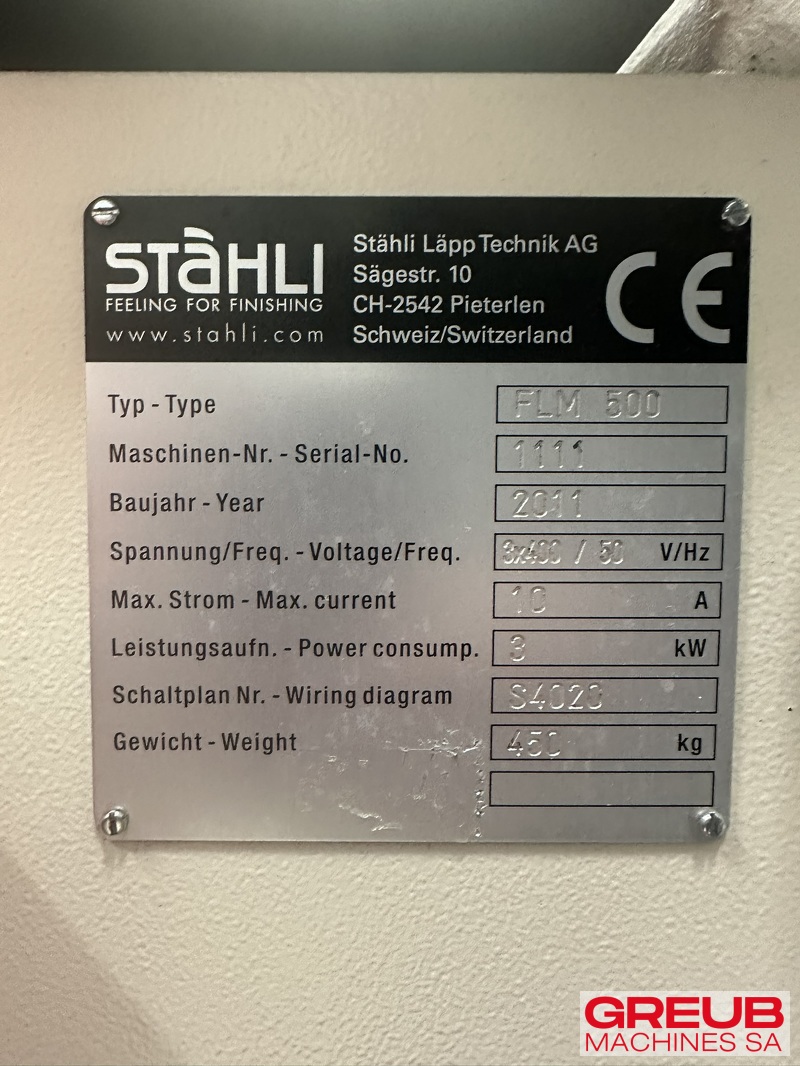 STäHLI
FEELING FOR FINISHING
www.stahli.com
Stähli Läpp Technik AG
Sägestr. 10
CH-2542 Pieterlen
Schweiz/Switzerland
CE
Typ - Type FLM 500
Maschinen-Nr. - Serial-No. 1111
Baujahr - Year 2011
Spannung/Freq. - Voltage/Freq. 3x400 / 50 V/Hz
Max. Strom - Max. current 10 A
Leistungsaufn. - Power consump. 3 kW
Schaltplan Nr. - Wiring diagram S4020
Gewicht - Weight 450 kg
GREUB
MACHINES SA